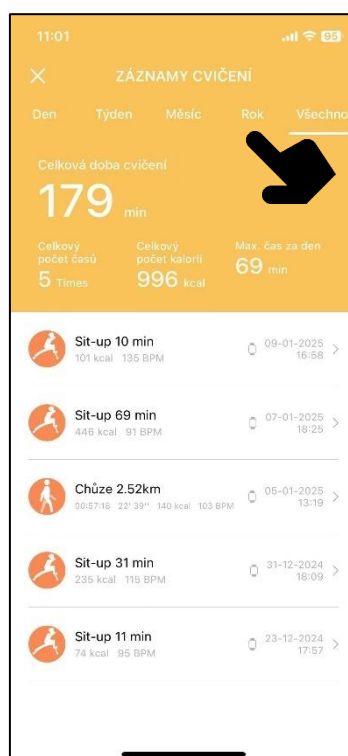 11:01 95
ZÁZNAMY CVIČENÍ
Den Týden Měsíc Rok Všechno
Celková doba cvičení
179 min
Celkový počet časů
5 Times
Celkový počet kalorií
996 kcal
Max. čas za den
69 min
Sit-up 10 min
101 kcal 135 BPM
09-01-2025
16:58
Sit-up 69 min
446 kcal 91 BPM
07-01-2025
18:25
Chůze 2.52km
00:57:18 22' 39" 140 kcal 103 BPM
05-01-2025
13:19
Sit-up 31 min
235 kcal 115 BPM
31-12-2024
18:09
Sit-up 11 min
74 kcal 95 BPM
23-12-2024
17:57